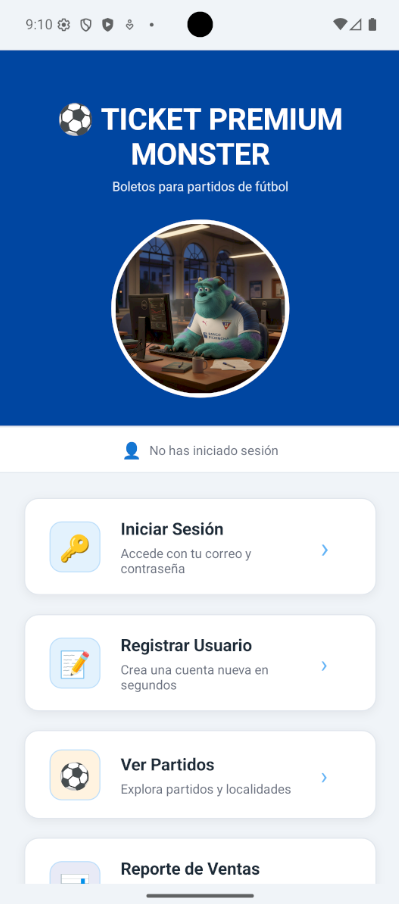 9:10
⚽ TICKET PREMIUM
MONSTER
Boletos para partidos de fútbol
👤 No has iniciado sesión
Iniciar Sesión
Accede con tu correo y
contraseña
›
Registrar Usuario
Crea una cuenta nueva en
segundos
›
Ver Partidos
Explora partidos y localidades
›
Reporte de Ventas